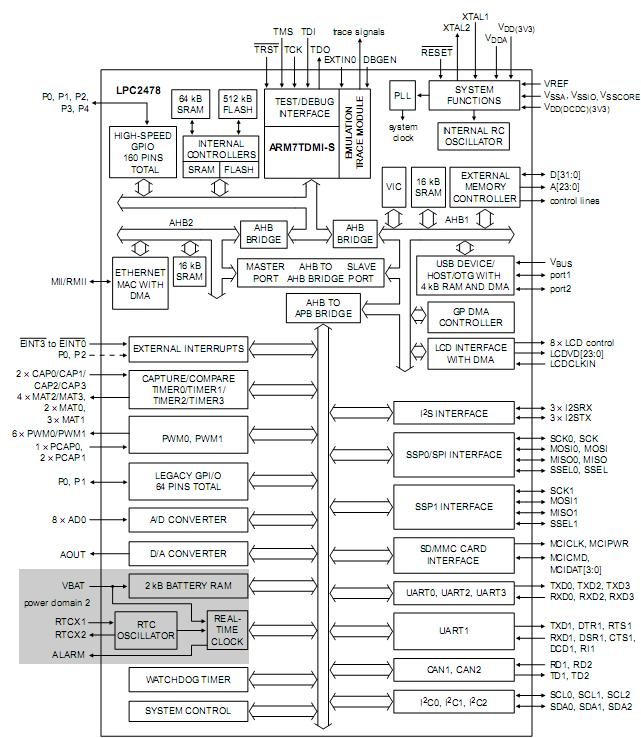 XTAL1
XTAL2 VDD(3V3)
VDDA
RESET
TMS TDI trace signals
TRST TCK TDO EXTIN0 DBGEN
LPC2478
P0, P1, P2,
P3, P4
64 kB
SRAM
512 kB
FLASH
TEST/DEBUG
INTERFACE
ARM7TDMI-S
EMULATION
TRACE MODULE
PLL
system
clock
SYSTEM
FUNCTIONS
VREF
VSSA, VSSIO, VSSCORE
VDD(DCDC)(3V3)
INTERNAL RC
OSCILLATOR
HIGH-SPEED
GPIO
160 PINS
TOTAL
INTERNAL
CONTROLLERS
SRAM FLASH
VIC
16 kB
SRAM
EXTERNAL
MEMORY
CONTROLLER
D[31:0]
A[23:0]
control lines
AHB2
AHB
BRIDGE
AHB
BRIDGE
AHB1
MII/RMII
ETHERNET
MAC WITH
DMA
16 kB
SRAM
MASTER AHB TO SLAVE
PORT AHB BRIDGE PORT
USB DEVICE/
HOST/OTG WITH
4 kB RAM AND DMA
VBUS
port1
port2
AHB TO
APB BRIDGE
GP DMA
CONTROLLER
EINT3 to EINT0
P0, P2
EXTERNAL INTERRUPTS
LCD INTERFACE
WITH DMA
8 × LCD control
LCDVD[23:0]
LCDCLKIN
2 × CAP0/CAP1/
CAP2/CAP3
4 × MAT2/MAT3,
2 × MAT0,
3 × MAT1
CAPTURE/COMPARE
TIMER0/TIMER1/
TIMER2/TIMER3
I2S INTERFACE
3 × I2SRX
3 × I2STX
6 × PWM0/PWM1
1 × PCAP0,
2 × PCAP1
PWM0, PWM1
SSP0/SPI INTERFACE
SCK0, SCK
MOSI0, MOSI
MISO0, MISO
SSEL0, SSEL
P0, P1
LEGACY GPI/O
64 PINS TOTAL
SSP1 INTERFACE
SCK1
MOSI1
MISO1
SSEL1
8 × AD0
A/D CONVERTER
AOUT
D/A CONVERTER
SD/MMC CARD
INTERFACE
MCICLK, MCIPWR
MCICMD,
MCIDAT[3:0]
VBAT
2 kB BATTERY RAM
power domain 2
UART0, UART2, UART3
TXD0, TXD2, TXD3
RXD0, RXD2, RXD3
RTCX1
RTCX2
RTC
OSCILLATOR
REAL-
TIME
CLOCK
ALARM
UART1
TXD1, DTR1, RTS1
RXD1, DSR1, CTS1,
DCD1, RI1
WATCHDOG TIMER
CAN1, CAN2
RD1, RD2
TD1, TD2
SYSTEM CONTROL
I2C0, I2C1, I2C2
SCL0, SCL1, SCL2
SDA0, SDA1, SDA2